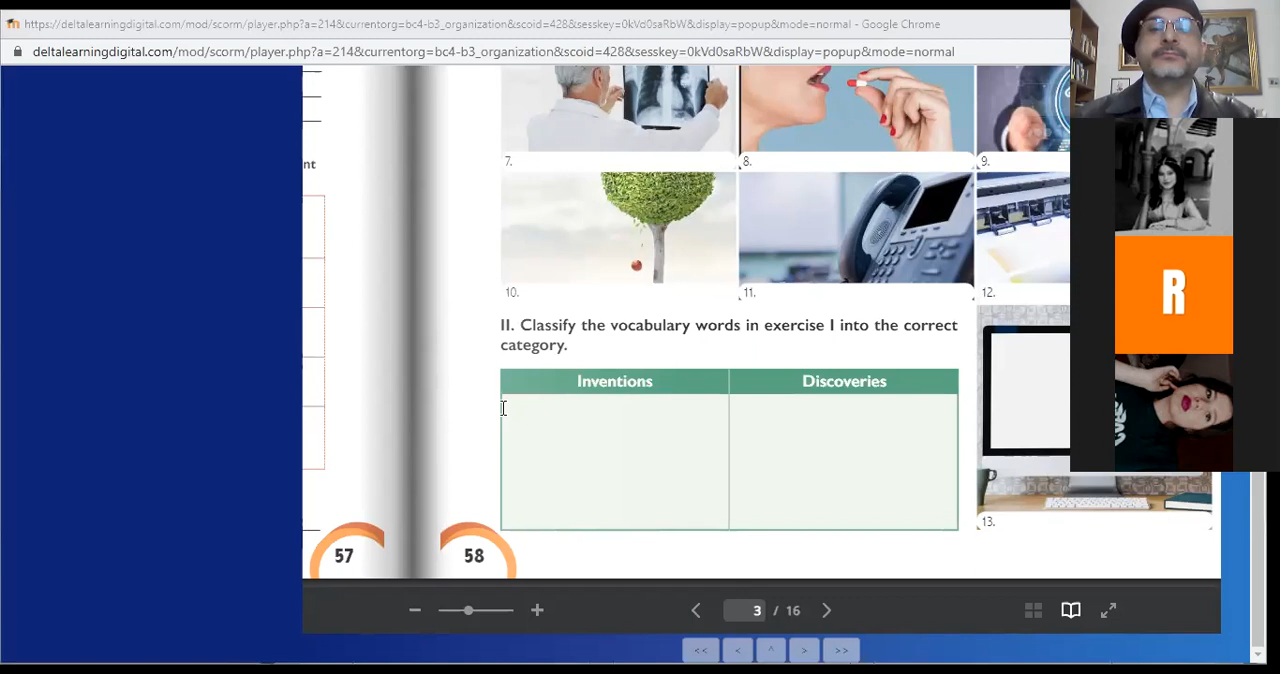 https://deltalearningdigital.com/mod/scorm/player.php?a=214&currentorg=bc4-b3_organization&scoid=428&sesskey=0kVd0saRbW&display=popup&mode=normal - Google Chrome
deltalearningdigital.com/mod/scorm/player.php?a=214&currentorg=bc4-b3_organization&scoid=428&sesskey=0kVd0saRbW&display=popup&mode=normal
nt
7.
8.
9.
10.
11.
12.
II. Classify the vocabulary words in exercise I into the correct
category.
Inventions
Discoveries
13.
57
58
R
3 / 16
<< < ^ > >>